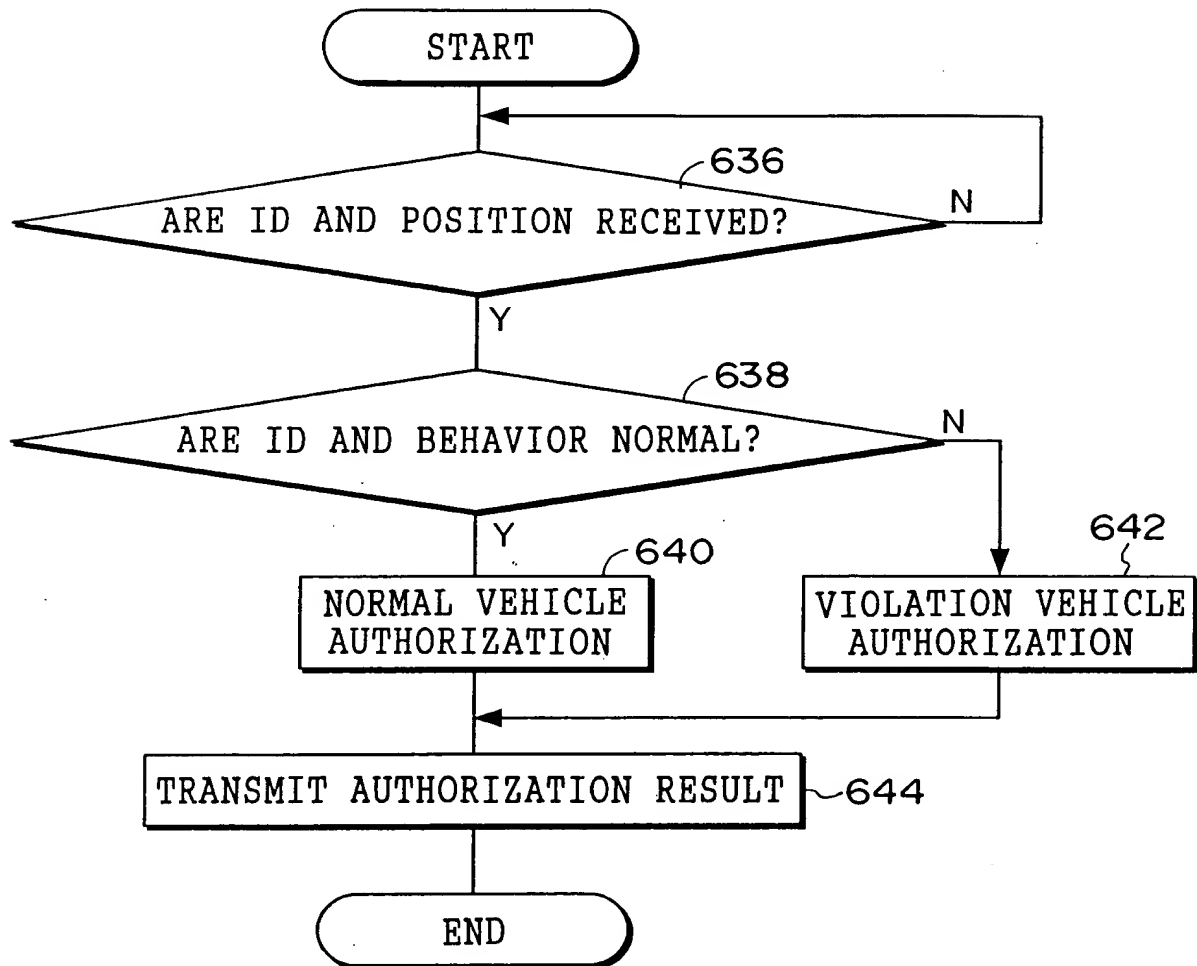 START
636
ARE ID AND POSITION RECEIVED?
N
Y
638
ARE ID AND BEHAVIOR NORMAL?
N
Y
640
NORMAL VEHICLE
AUTHORIZATION
642
VIOLATION VEHICLE
AUTHORIZATION
TRANSMIT AUTHORIZATION RESULT
644
END